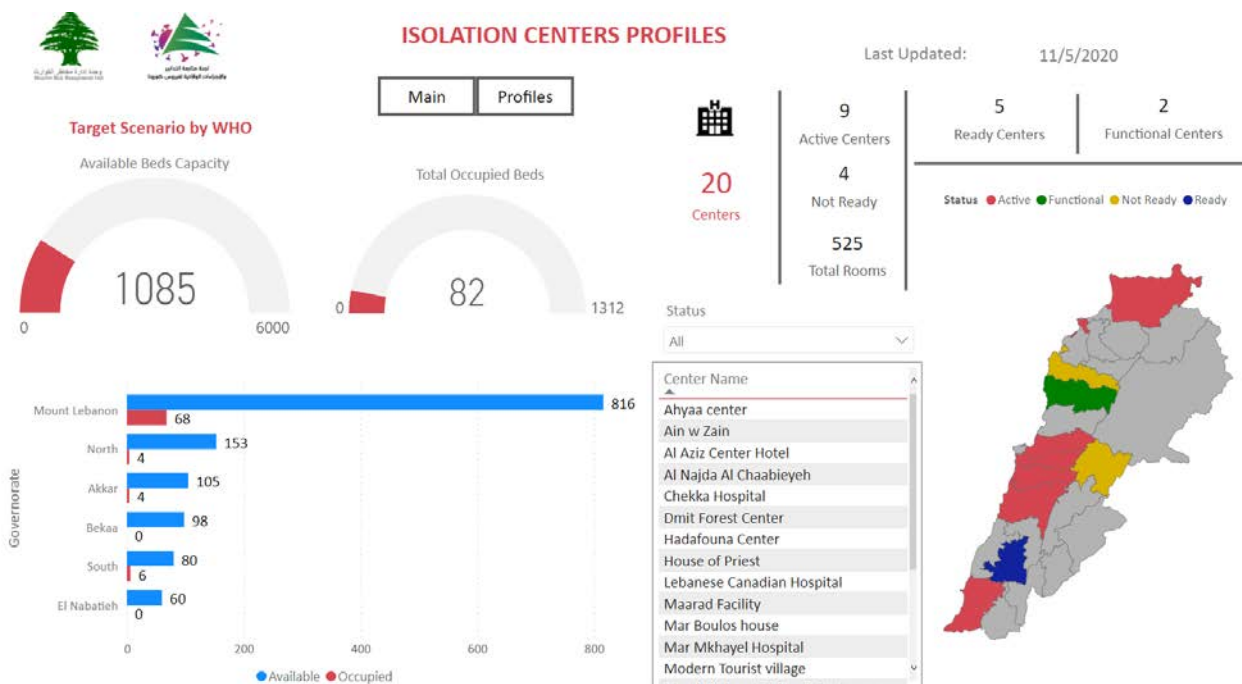 ISOLATION CENTERS PROFILES
Last Updated: 11/5/2020
Main
Profiles
Target Scenario by WHO
Available Beds Capacity
1085
0
6000
Total Occupied Beds
82
0
1312
20
Centers
9
Active Centers
4
Not Ready
525
Total Rooms
5
Ready Centers
2
Functional Centers
Status Active Functional Not Ready Ready
Status
All
Governorate
Mount Lebanon 816
68
North 153
4
Akkar 105
4
Bekaa 98
0
South 80
6
El Nabatieh 60
0
0 200 400 600 800
Available Occupied
Center Name
Ahyaa center
Ain w Zain
Al Aziz Center Hotel
Al Najda Al Chaabieyeh
Chekka Hospital
Dmit Forest Center
Hadafouna Center
House of Priest
Lebanese Canadian Hospital
Maarad Facility
Mar Boulos house
Mar Mkhayel Hospital
Modern Tourist village